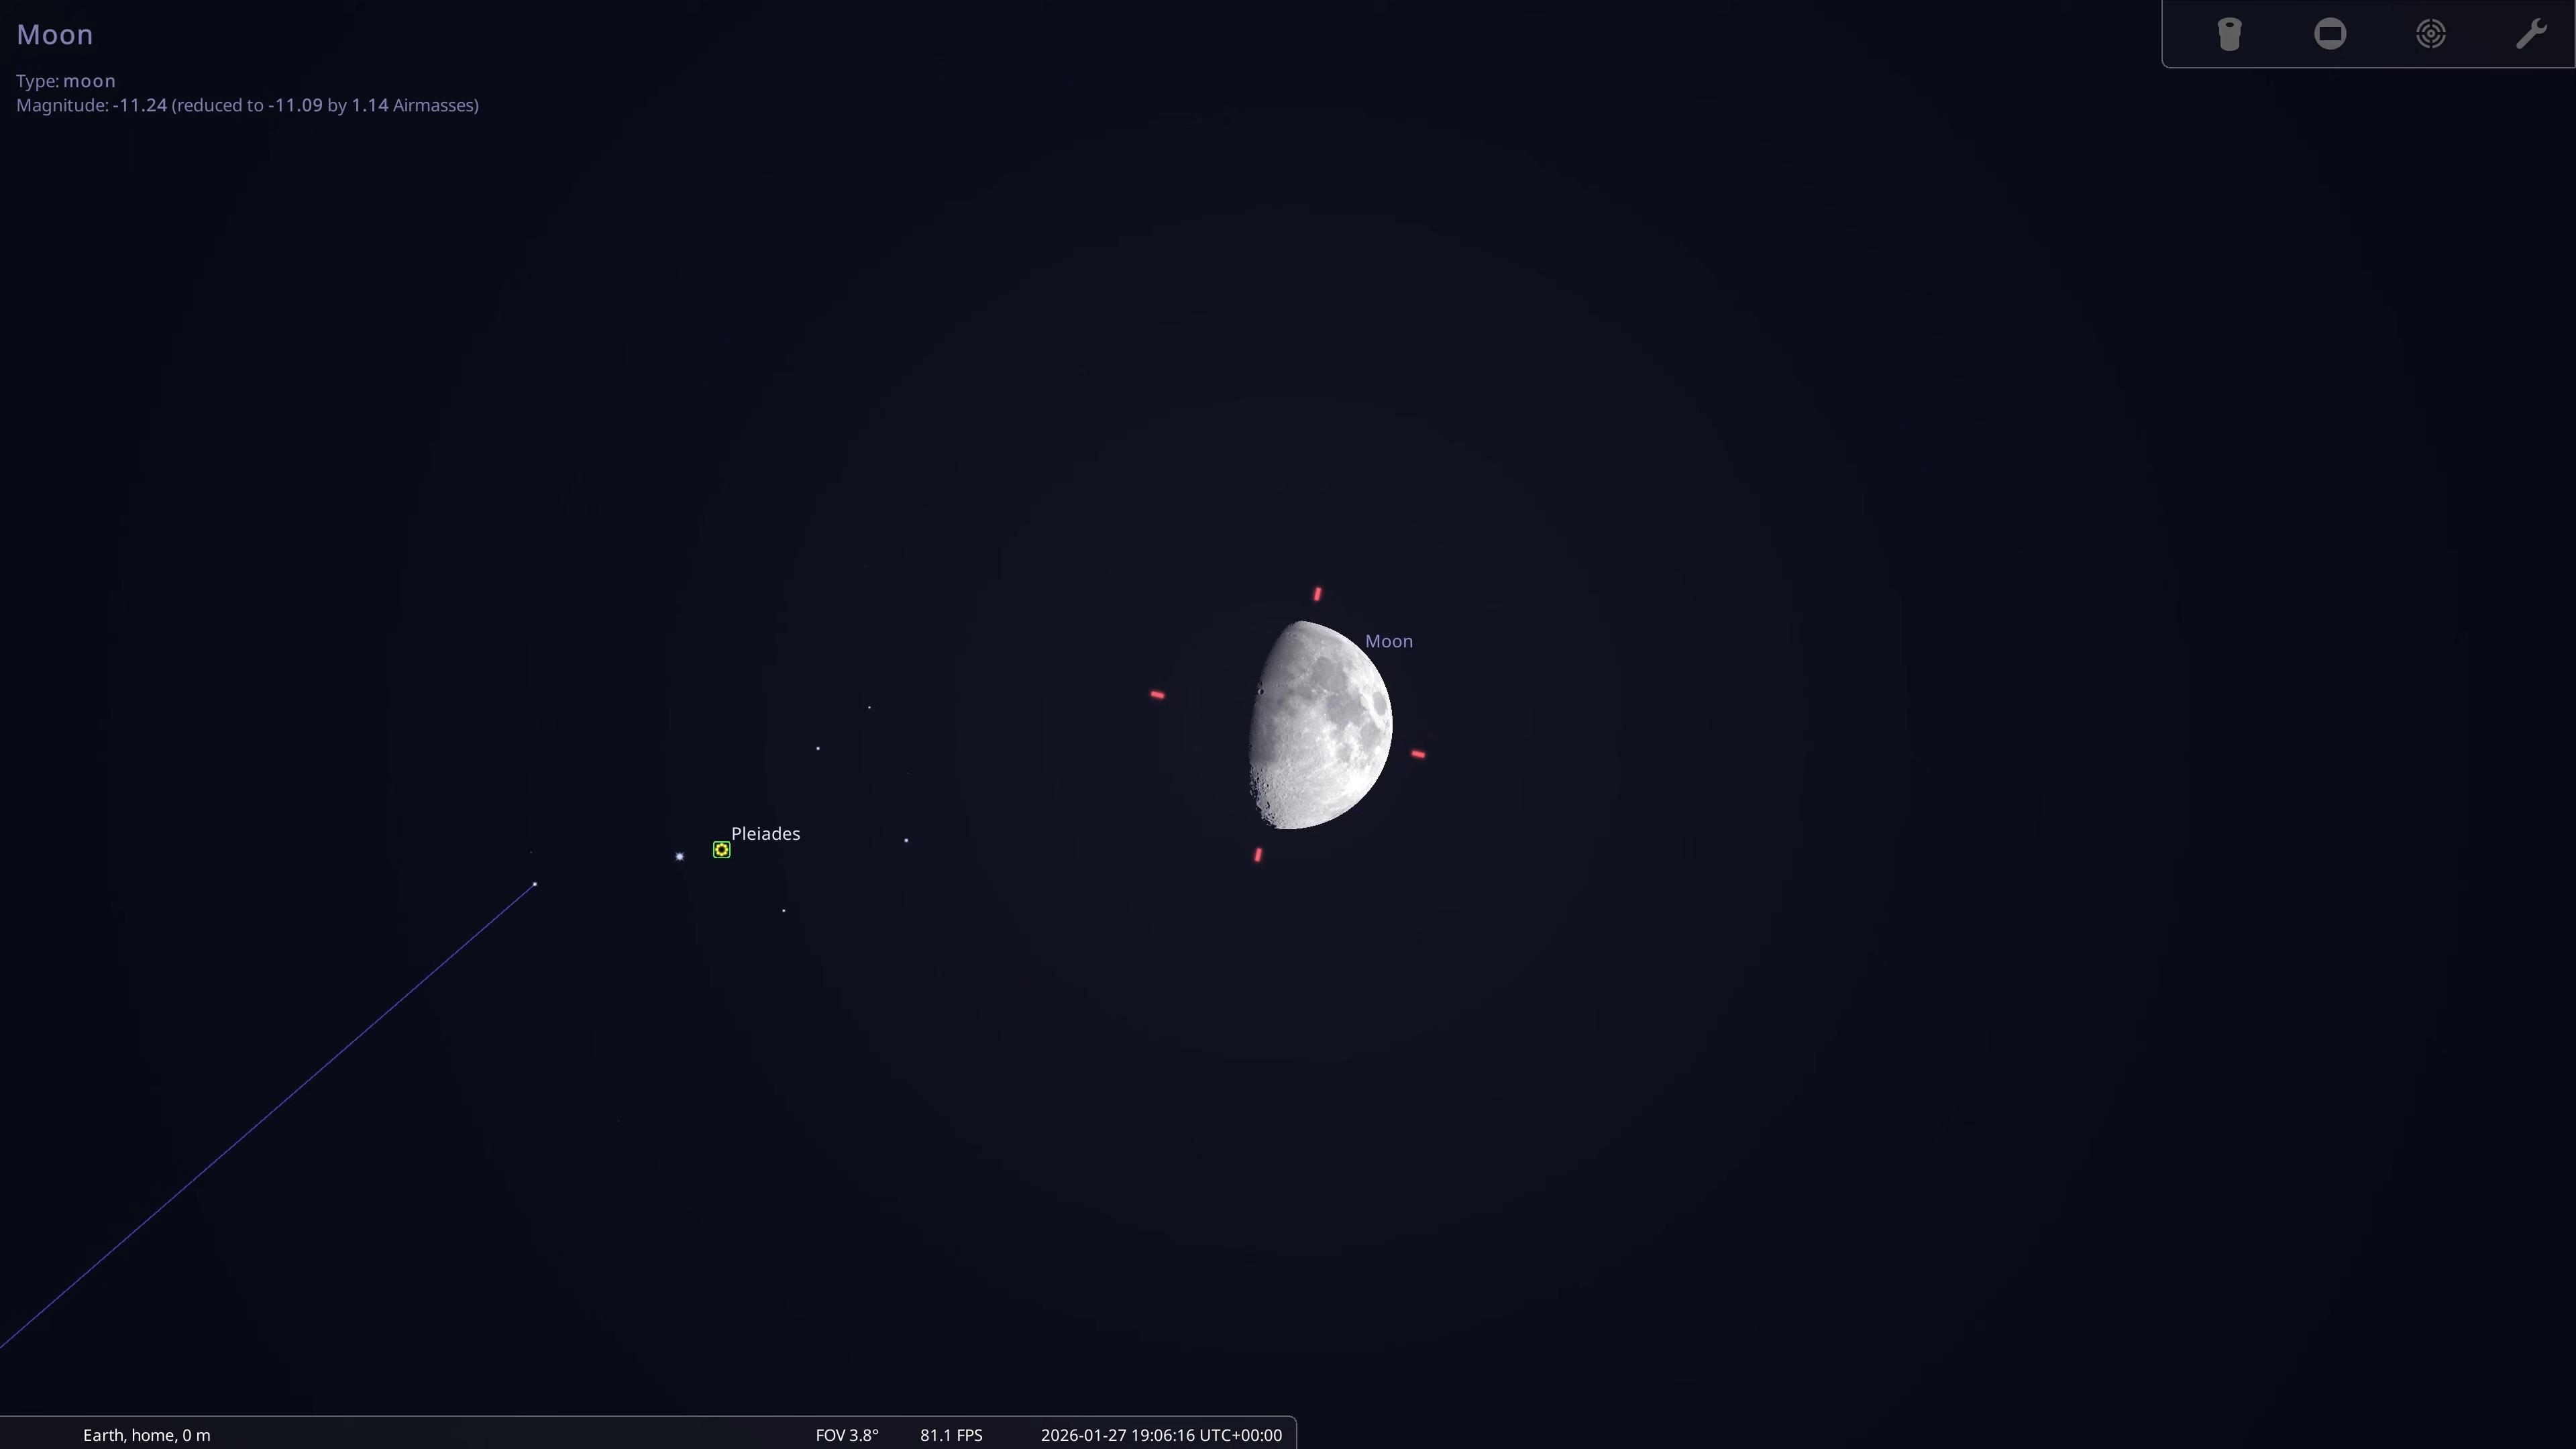 Moon
Type: moon
Magnitude: -11.24 (reduced to -11.09 by 1.14 Airmasses)
Moon
Pleiades
Earth, home, 0 m
FOV 3.8°
81.1 FPS
2026-01-27 19:06:16 UTC+00:00